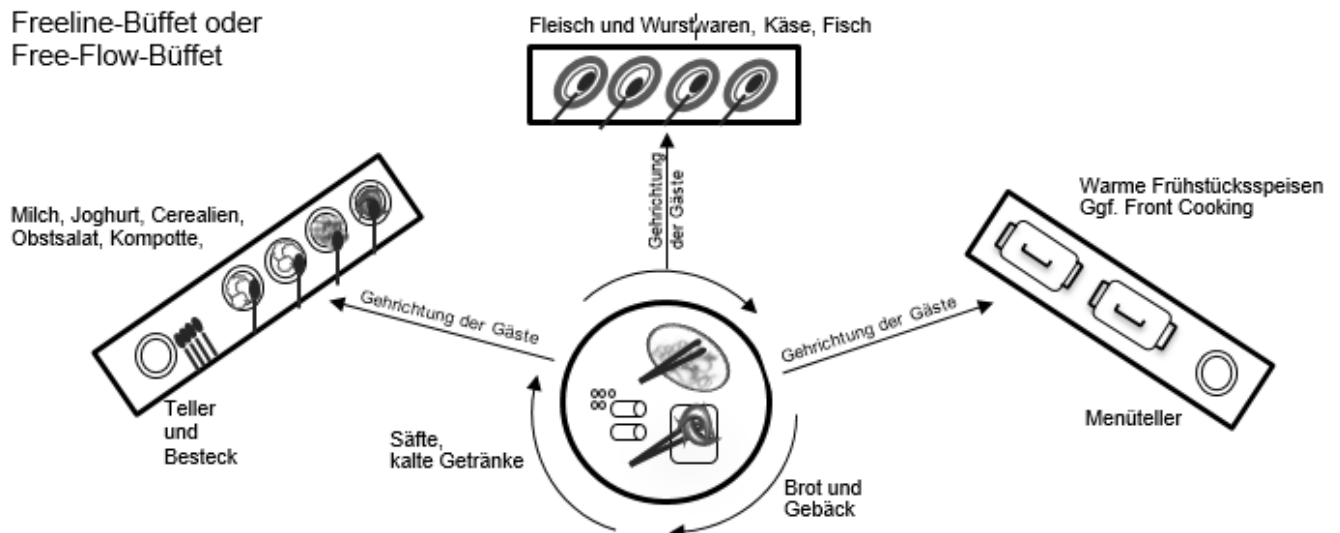 Freeline-Büffet oder
Free-Flow-Büffet
Fleisch und Wurstwaren, Käse, Fisch
Milch, Joghurt, Cerealien,
Obstsalat, Kompotte,
Warme Frühstücksspeisen
Ggf. Front Cooking
Gehrichtung
der Gäste
Gehrichtung der Gäste
Gehrichtung der Gäste
Teller
und
Besteck
Menüteller
Säfte,
kalte Getränke
Brot und
Gebäck